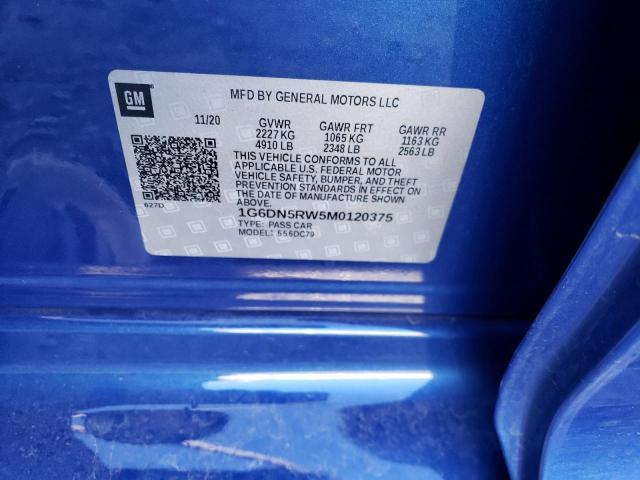 GM
MFD BY GENERAL MOTORS LLC
11/20 GVWR GAWR FRT GAWR RR
2227 KG 1065 KG 1163 KG
4910 LB 2348 LB 2563 LB
THIS VEHICLE CONFORMS TO ALL
APPLICABLE U.S. FEDERAL MOTOR
VEHICLE SAFETY, BUMPER, AND THEFT
PREVENTION STANDARDS IN EFFECT ON
THE DATE OF MANUFACTURE SHOWN
ABOVE.
627D
1G6DN5RW5M0120375
TYPE: PASS CAR
MODEL: 556DC79